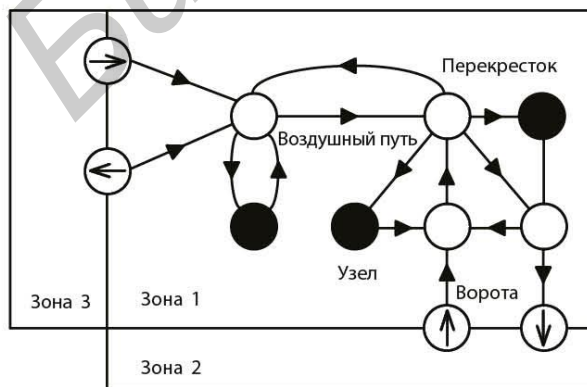 Перекресток
Воздушный путь
Узел
Ворота
Зона 3
Зона 1
Зона 2